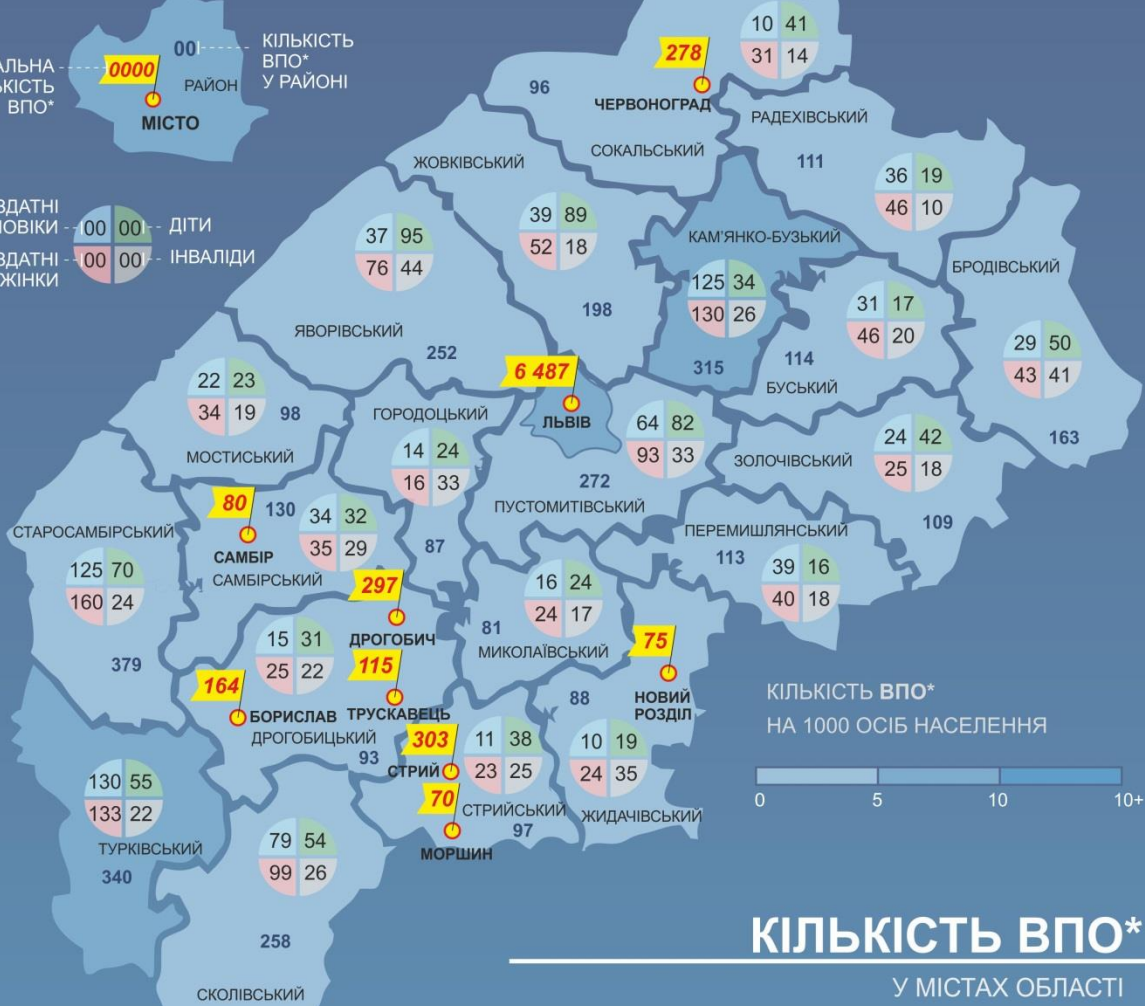 АЛЬНА
КІСТЬ
ВПО*
0000
МІСТО
00
РАЙОН
КІЛЬКІСТЬ
ВПО*
У РАЙОНІ
ЗДАТНІ
ОВІКИ
00 00
ДІТИ
ЗДАТНІ
ЖІНКИ
00 00
ІНВАЛІДИ
10 41
31 14
278
ЧЕРВОНОГРАД
96
СОКАЛЬСЬКИЙ
РАДЕХІВСЬКИЙ
111
36 19
46 10
ЖОВКІВСЬКИЙ
39 89
52 18
198
37 95
76 44
ЯВОРІВСЬКИЙ
252
КАМ'ЯНКО-БУЗЬКИЙ
125 34
130 26
315
БРОДІВСЬКИЙ
29 50
43 41
163
31 17
46 20
114
БУСЬКИЙ
6 487
ЛЬВІВ
22 23
34 19
98
МОСТИСЬКИЙ
ГОРОДОЦЬКИЙ
14 24
16 33
87
64 82
93 33
272
ПУСТОМИТІВСЬКИЙ
ЗОЛОЧІВСЬКИЙ
24 42
25 18
109
80
САМБІР
130
34 32
35 29
САМБІРСЬКИЙ
СТАРОСАМБІРСЬКИЙ
125 70
160 24
379
ПЕРЕМИШЛЯНСЬКИЙ
113
39 16
40 18
297
ДРОГОБИЧ
16 24
24 17
81
МИКОЛАЇВСЬКИЙ
75
НОВИЙ
РОЗДІЛ
15 31
25 22
115
ТРУСКАВЕЦЬ
164
БОРИСЛАВ
ДРОГОБИЦЬКИЙ
93
88
10 19
24 35
ЖИДАЧІВСЬКИЙ
303
СТРИЙ
11 38
23 25
СТРИЙСЬКИЙ
97
70
МОРШИН
130 55
133 22
ТУРКІВСЬКИЙ
340
79 54
99 26
258
СКОЛІВСЬКИЙ
КІЛЬКІСТЬ ВПО*
НА 1000 ОСІБ НАСЕЛЕННЯ
0 5 10 10+
КІЛЬКІСТЬ ВПО*
У МІСТАХ ОБЛАСТІ